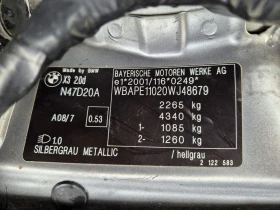 BMW
X3 20d
Made by BMW
N47D20A
A08/7 0.53
1.0
SILBERGRAU METALLIC / hellgrau
BAYERISCHE MOTOREN WERKE AG
e1*2001/116*0249*
WBAPE11020WJ48679
2265 kg
4340 kg
1- 1085 kg
2- 1260 kg
2 122 583